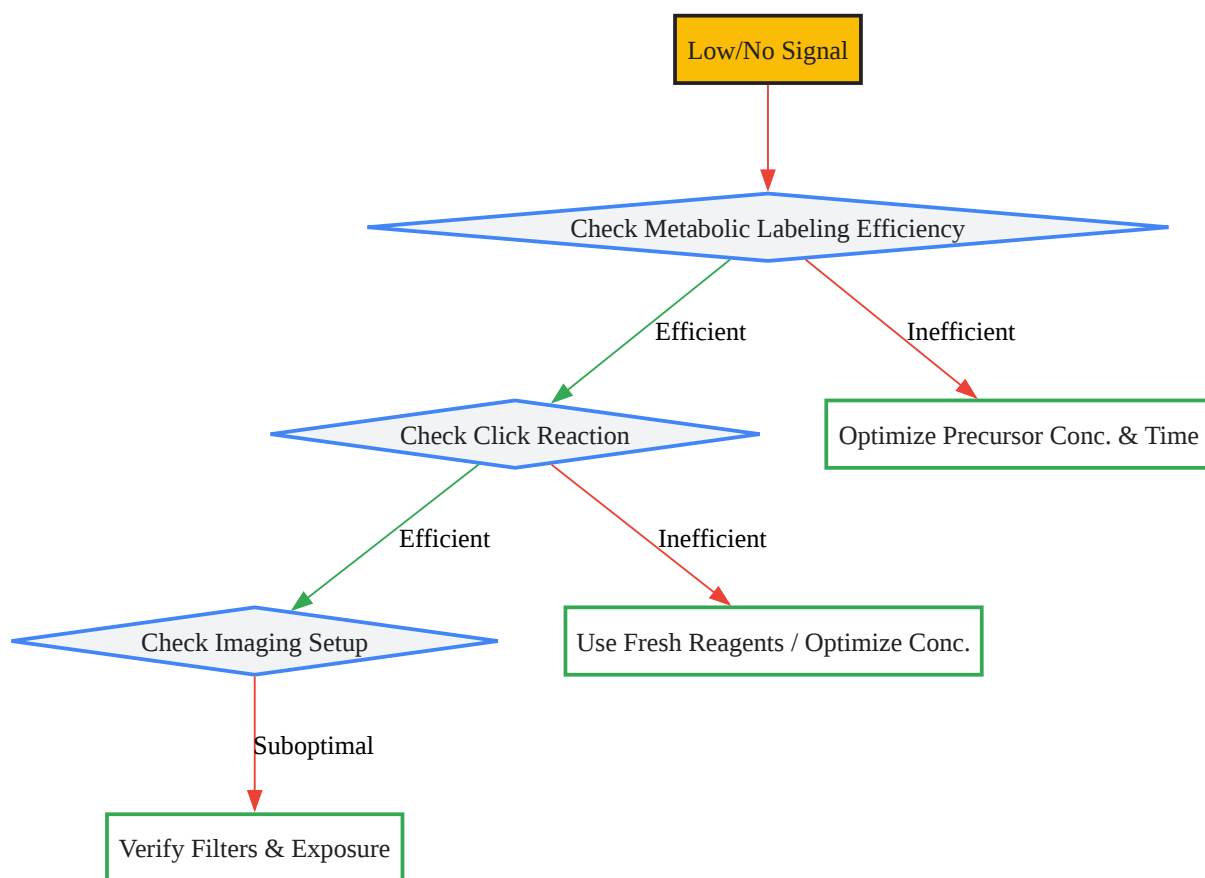 Low/No Signal
Check Metabolic Labeling Efficiency
Efficient
Inefficient
Check Click Reaction
Optimize Precursor Conc. & Time
Efficient
Inefficient
Check Imaging Setup
Use Fresh Reagents / Optimize Conc.
Suboptimal
Verify Filters & Exposure